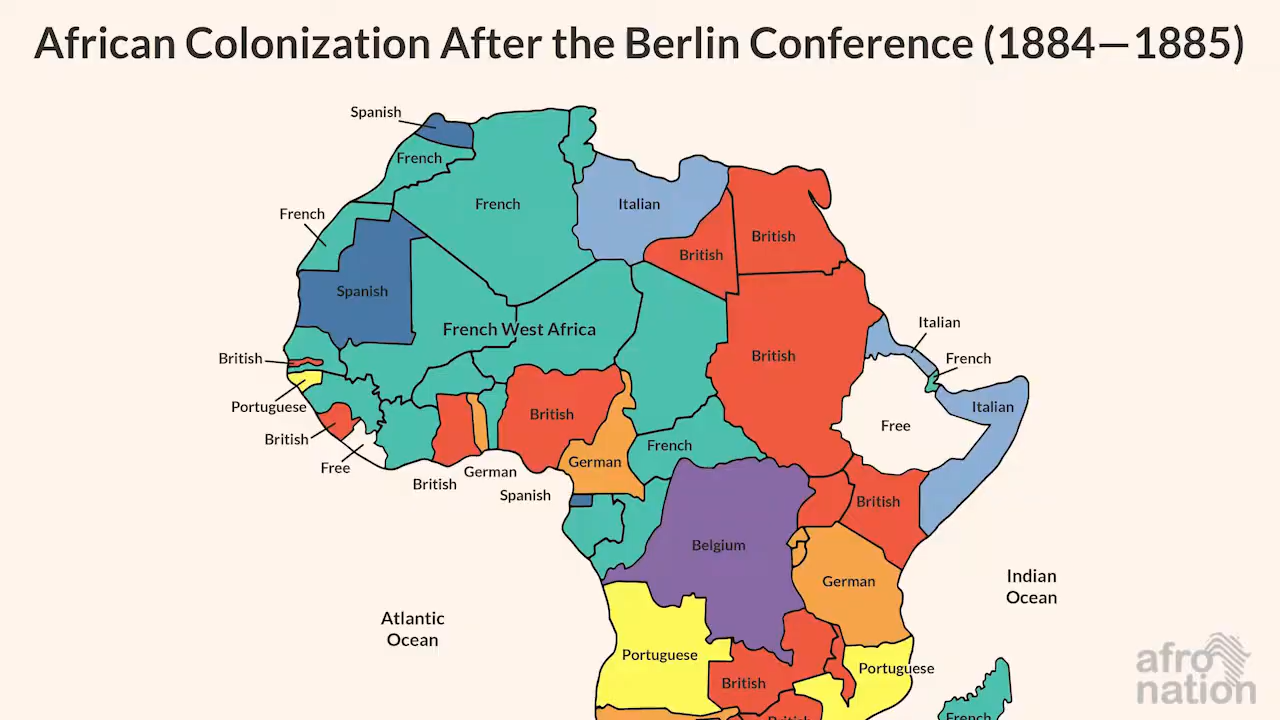 African Colonization After the Berlin Conference (1884—1885)
Spanish
French
French
French
Italian
British
British
Spanish
French West Africa
British
Italian
French
Italian
British
Portuguese
British
Free
British
German
British
Spanish
German
French
Free
British
Belgium
German
Indian
Ocean
Atlantic
Ocean
Portuguese
Portuguese
British
British
French
afro
nation